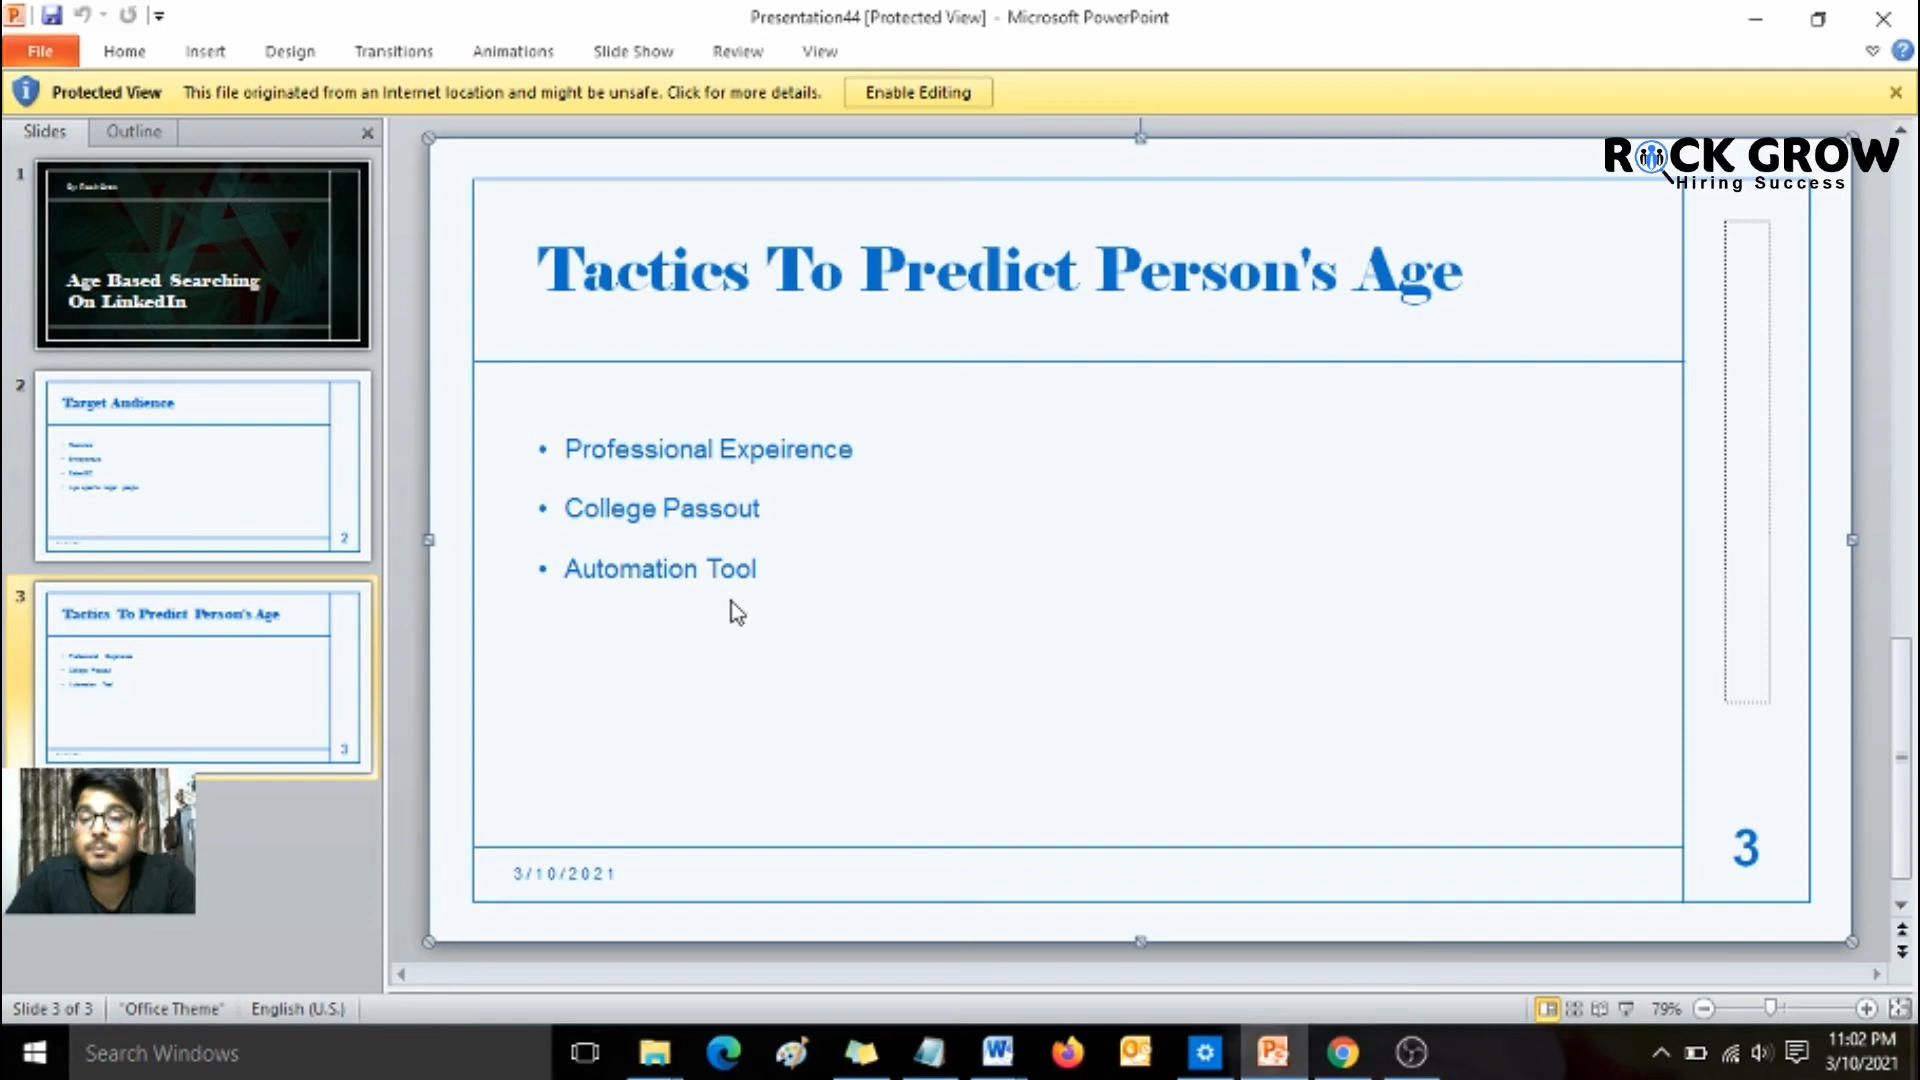 Presentation44 [Protected View] - Microsoft PowerPoint
File Home Insert Design Transitions Animations Slide Show Review View
Protected View This file originated from an Internet location and might be unsafe. Click for more details. Enable Editing
Slides Outline
ROCK GROW
Hiring Success
1
Age Based Searching
On LinkedIn
2
Target Audience
2
3
Tactics To Predict Person's Age
3
Tactics To Predict Person's Age
• Professional Expeirence
• College Passout
• Automation Tool
3/10/2021
3
Slide 3 of 3 "Office Theme" English (U.S.) 79%
Search Windows
11:02 PM
3/10/2021